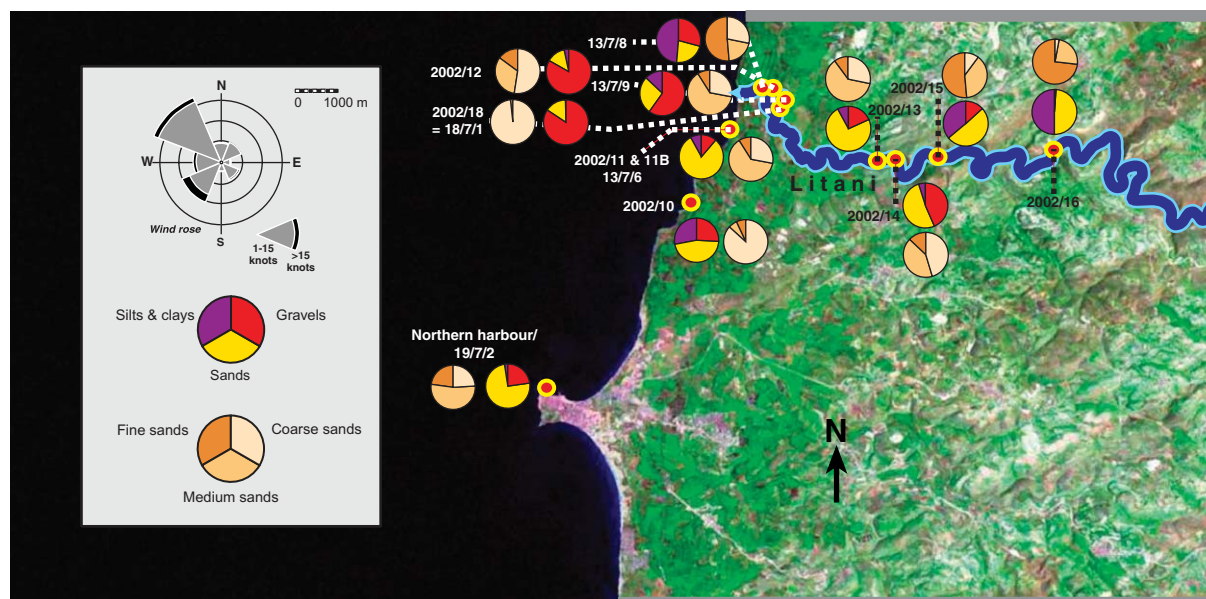 N
W
E
S
Wind rose
0 1000 m
1-15
knots
>15
knots
Silts & clays
Gravels
Sands
Fine sands
Coarse sands
Medium sands
13/7/8
2002/12
13/7/9
2002/18
= 18/7/1
2002/11 & 11B
13/7/6
2002/10
Northern harbour/
19/7/2
2002/15
2002/13
Litani
2002/14
2002/16
N